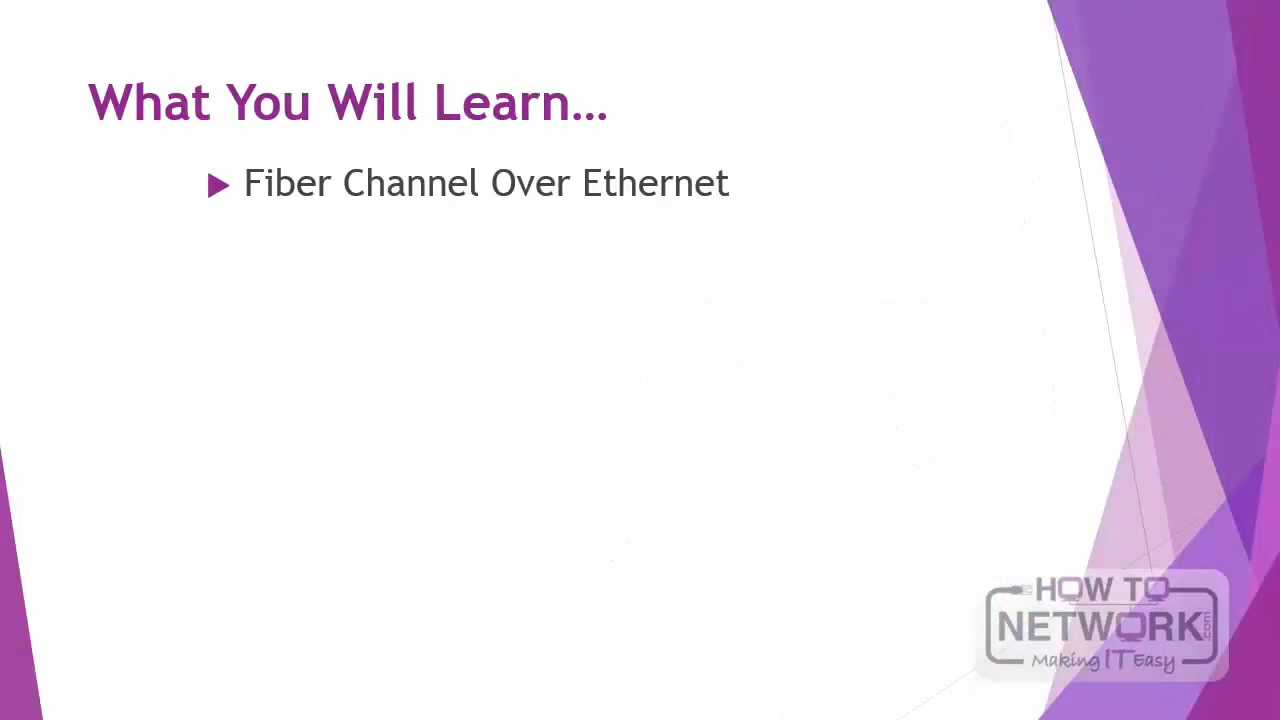 What You Will Learn…
Fiber Channel Over Ethernet
HOW TO
NETWORK.com
Making IT Easy